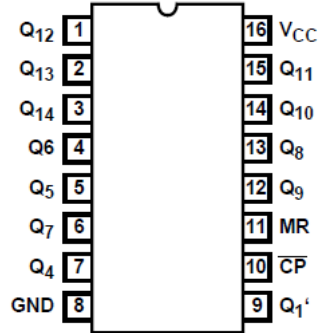 Q12 1 16 VCC
Q13 2 15 Q11
Q14 3 14 Q10
Q6 4 13 Q8
Q5 5 12 Q9
Q7 6 11 MR
Q4 7 10 C̅P̅
GND 8 9 Q1‘